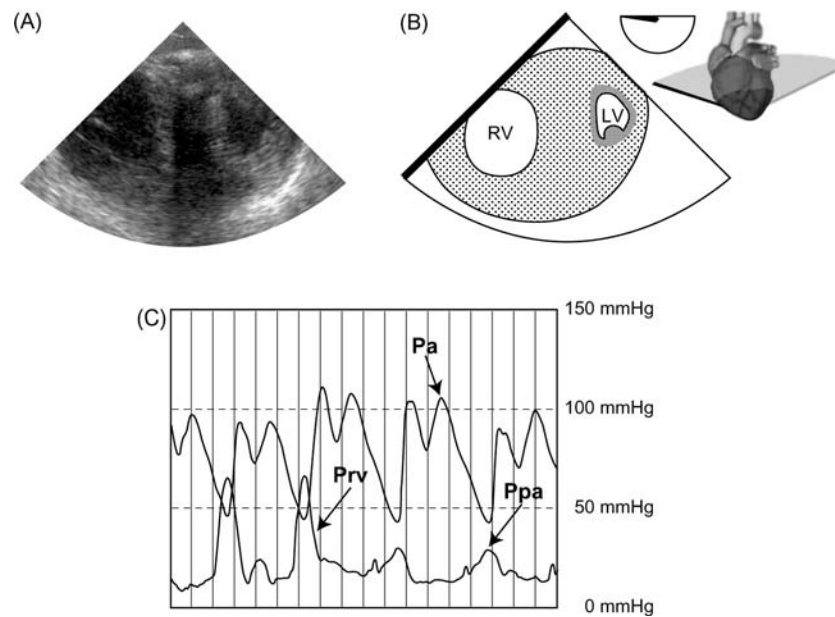 (A)
(B)
RV
LV
(C)
150 mmHg
Pa
100 mmHg
Prv
Ppa
50 mmHg
0 mmHg